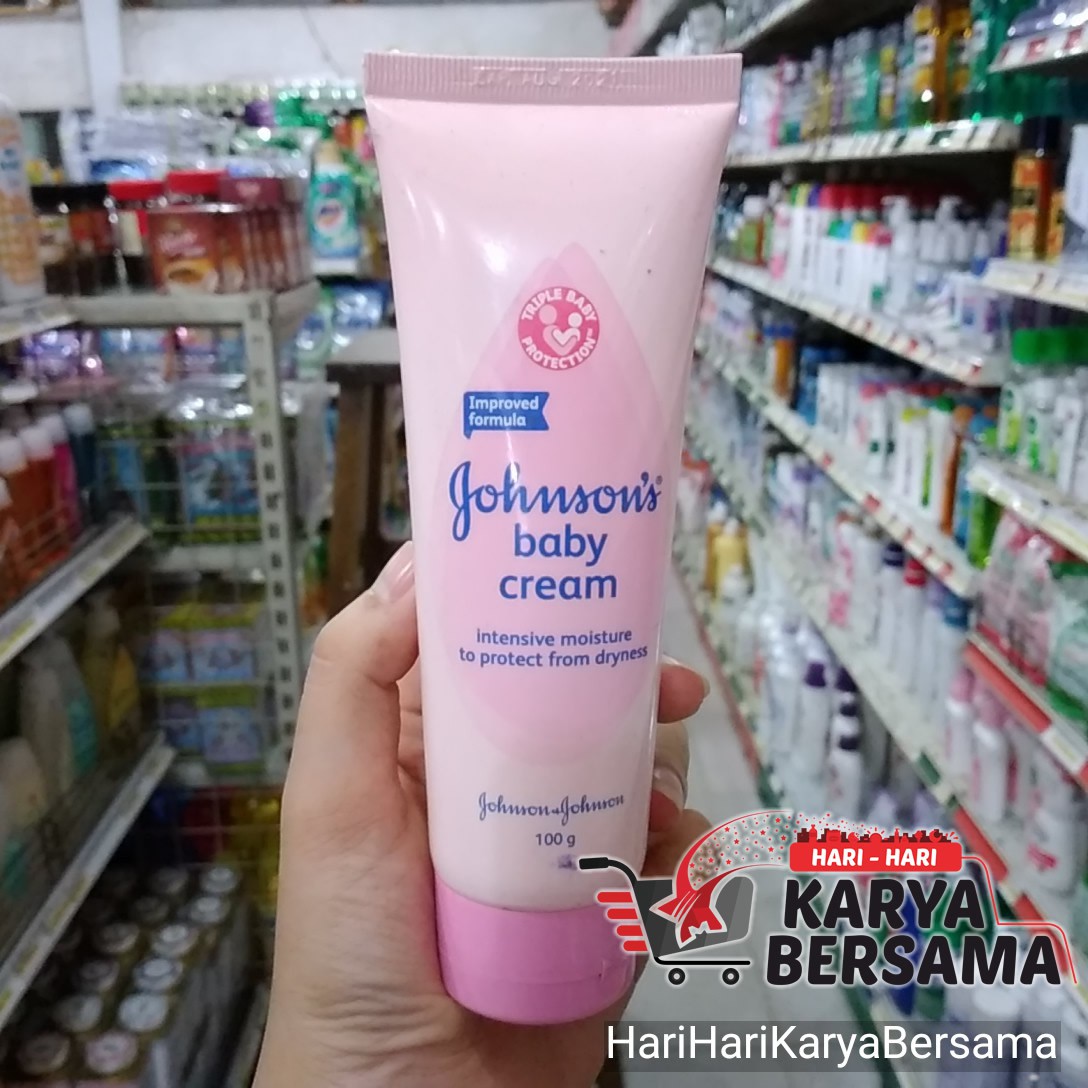 TRIPLE BABY
PROTECTION™
Improved
formula
Johnson's®
baby
cream
intensive moisture
to protect from dryness
Johnson & Johnson
100 g
HARI - HARI
KARYA
BERSAMA
HariHariKaryaBersama